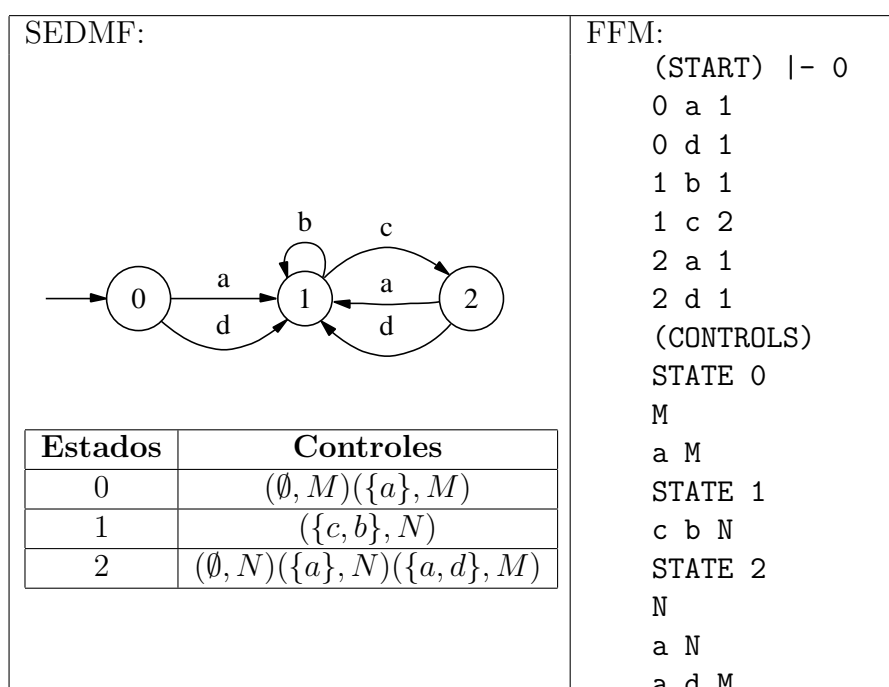 SEDMF:
b
c
0
a
1
a
2
d
d
Estados Controles
0 (∅, M)({a}, M)
1 ({c, b}, N)
2 (∅, N)({a}, N)({a, d}, M)
FFM:
(START) |- 0
0 a 1
0 d 1
1 b 1
1 c 2
2 a 1
2 d 1
(CONTROLS)
STATE 0
M
a M
STATE 1
c b N
STATE 2
N
a N
a d M